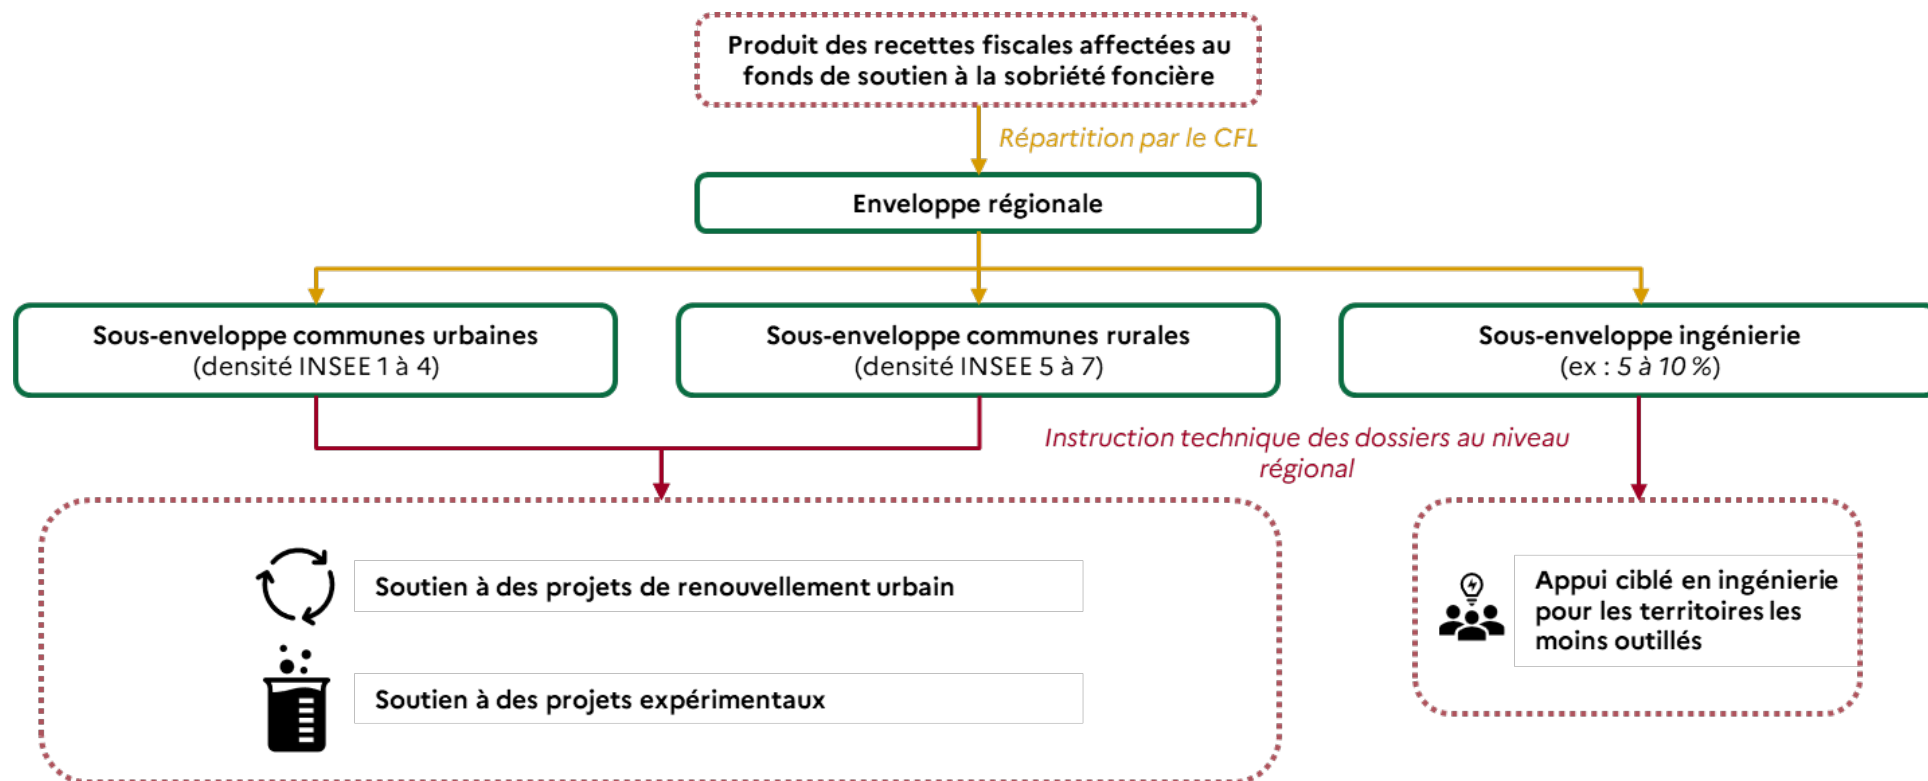 Produit des recettes fiscales affectées au
fonds de soutien à la sobriété foncière
Répartition par le CFL
Enveloppe régionale
Sous-enveloppe communes urbaines
(densité INSEE 1 à 4)
Sous-enveloppe communes rurales
(densité INSEE 5 à 7)
Sous-enveloppe ingénierie
(ex : 5 à 10 %)
Instruction technique des dossiers au niveau
régional
Soutien à des projets de renouvellement urbain
Soutien à des projets expérimentaux
Appui ciblé en ingénierie
pour les territoires les
moins outillés